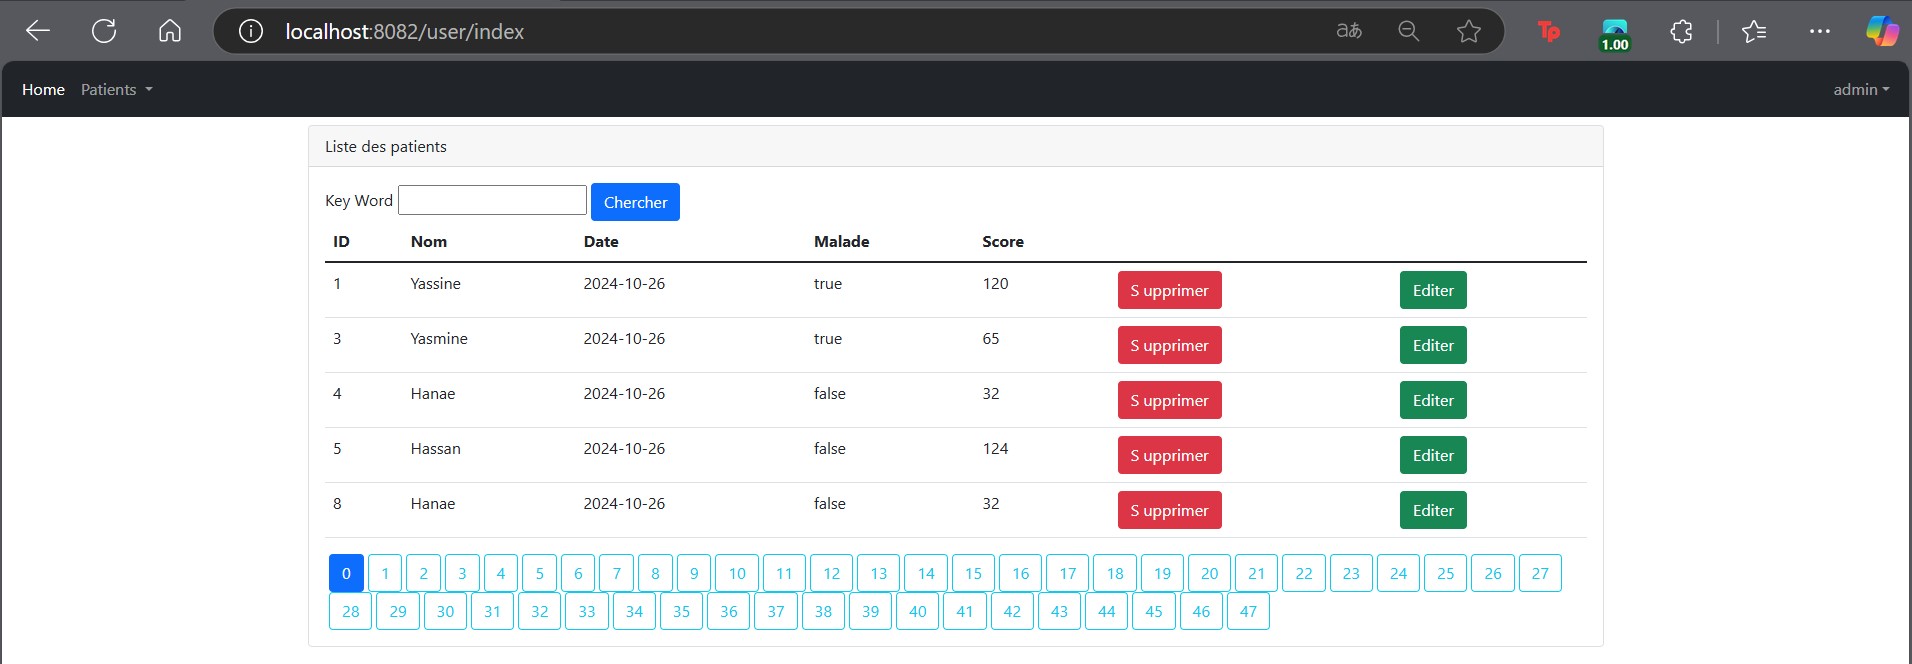 localhost:8082/user/index aあ Tp 1.00
Home Patients admin
Liste des patients
Key Word Chercher
ID Nom Date Malade Score
1 Yassine 2024-10-26 true 120 S upprimer Editer
3 Yasmine 2024-10-26 true 65 S upprimer Editer
4 Hanae 2024-10-26 false 32 S upprimer Editer
5 Hassan 2024-10-26 false 124 S upprimer Editer
8 Hanae 2024-10-26 false 32 S upprimer Editer
0 1 2 3 4 5 6 7 8 9 10 11 12 13 14 15 16 17 18 19 20 21 22 23 24 25 26 27
28 29 30 31 32 33 34 35 36 37 38 39 40 41 42 43 44 45 46 47